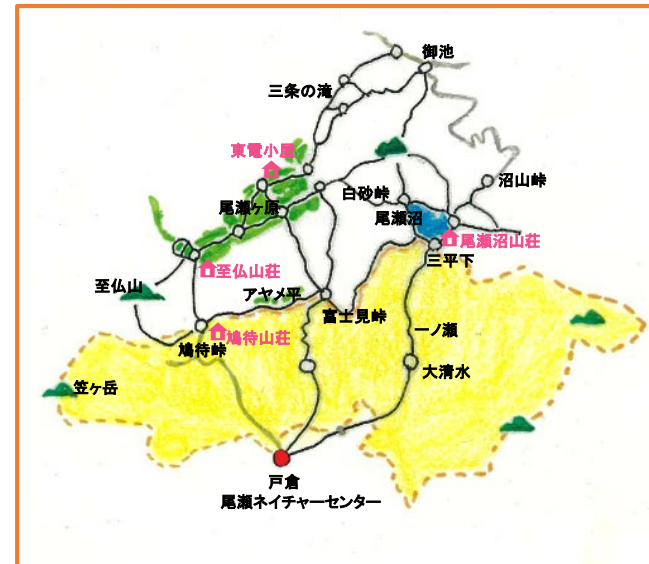 御池
三条の滝
東電小屋
白砂峠
沼山峠
尾瀬ヶ原
尾瀬沼
尾瀬沼山荘
三平下
至仏山荘
至仏山
アヤメ平
富士見峠
一ノ瀬
鳩待山荘
鳩待峠
大清水
笠ヶ岳
戸倉
尾瀬ネイチャーセンター